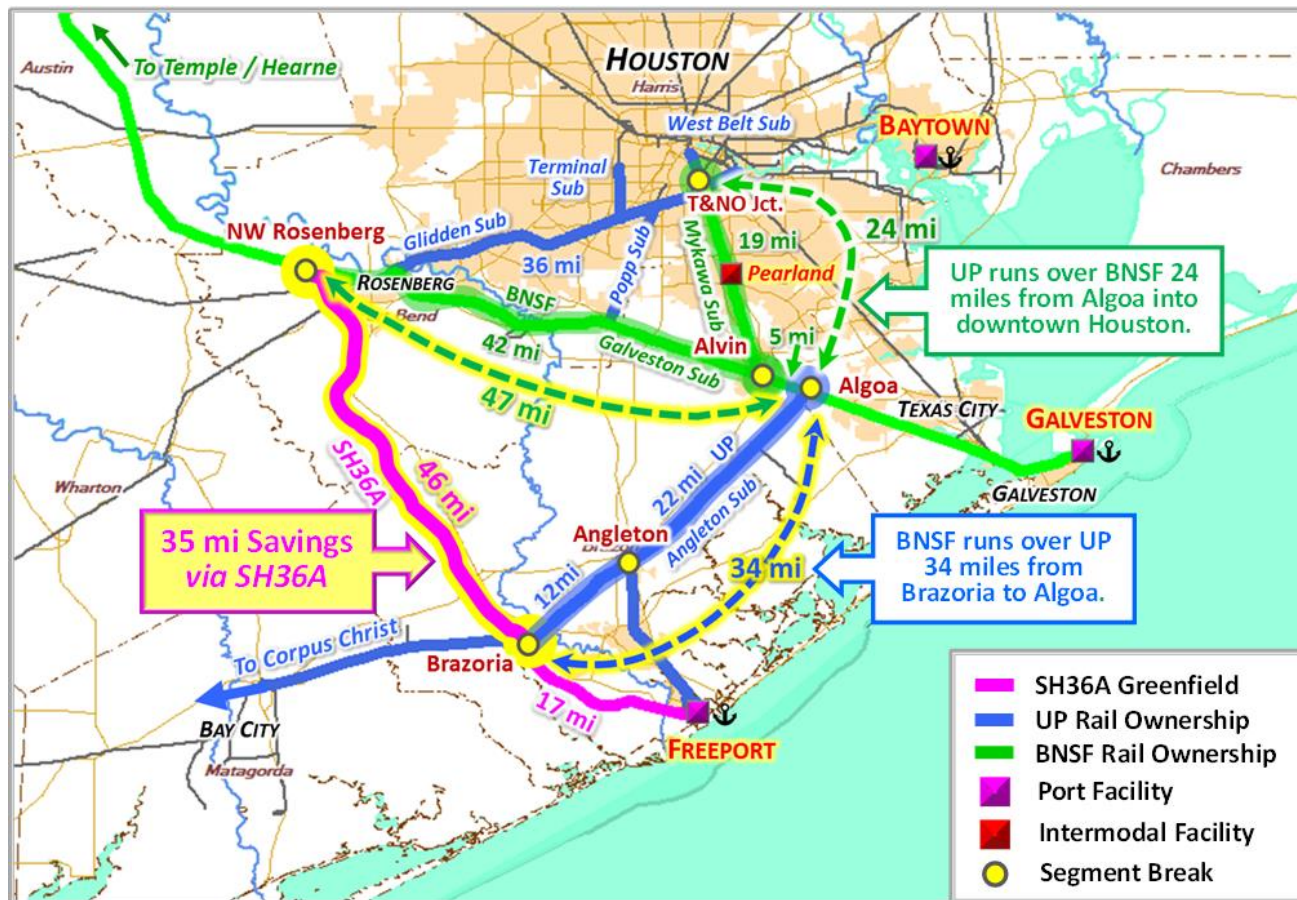 To Temple / Hearne
Austin
HOUSTON
Harris
West Belt Sub
BAYTOWN
Chambers
Terminal
Sub
T&NO Jct.
NW Rosenberg
Glidden Sub
36 mi
Popp Sub
Mykawa Sub
19 mi
24 mi
Pearland
ROSENBERG
Bend
BNSF
42 mi
Galveston Sub
Alvin
5 mi
Algoa
47 mi
UP runs over BNSF 24
miles from Algoa into
downtown Houston.
TEXAS CITY
GALVESTON
GALVESTON
Wharton
SH36A
46 mi
35 mi Savings
via SH36A
22 mi UP
Angleton Sub
Angleton
12mi
34 mi
BNSF runs over UP
34 miles from
Brazoria to Algoa.
To Corpus Christ
Brazoria
17 mi
BAY CITY
Matagorda
FREEPORT
SH36A Greenfield
UP Rail Ownership
BNSF Rail Ownership
Port Facility
Intermodal Facility
Segment Break